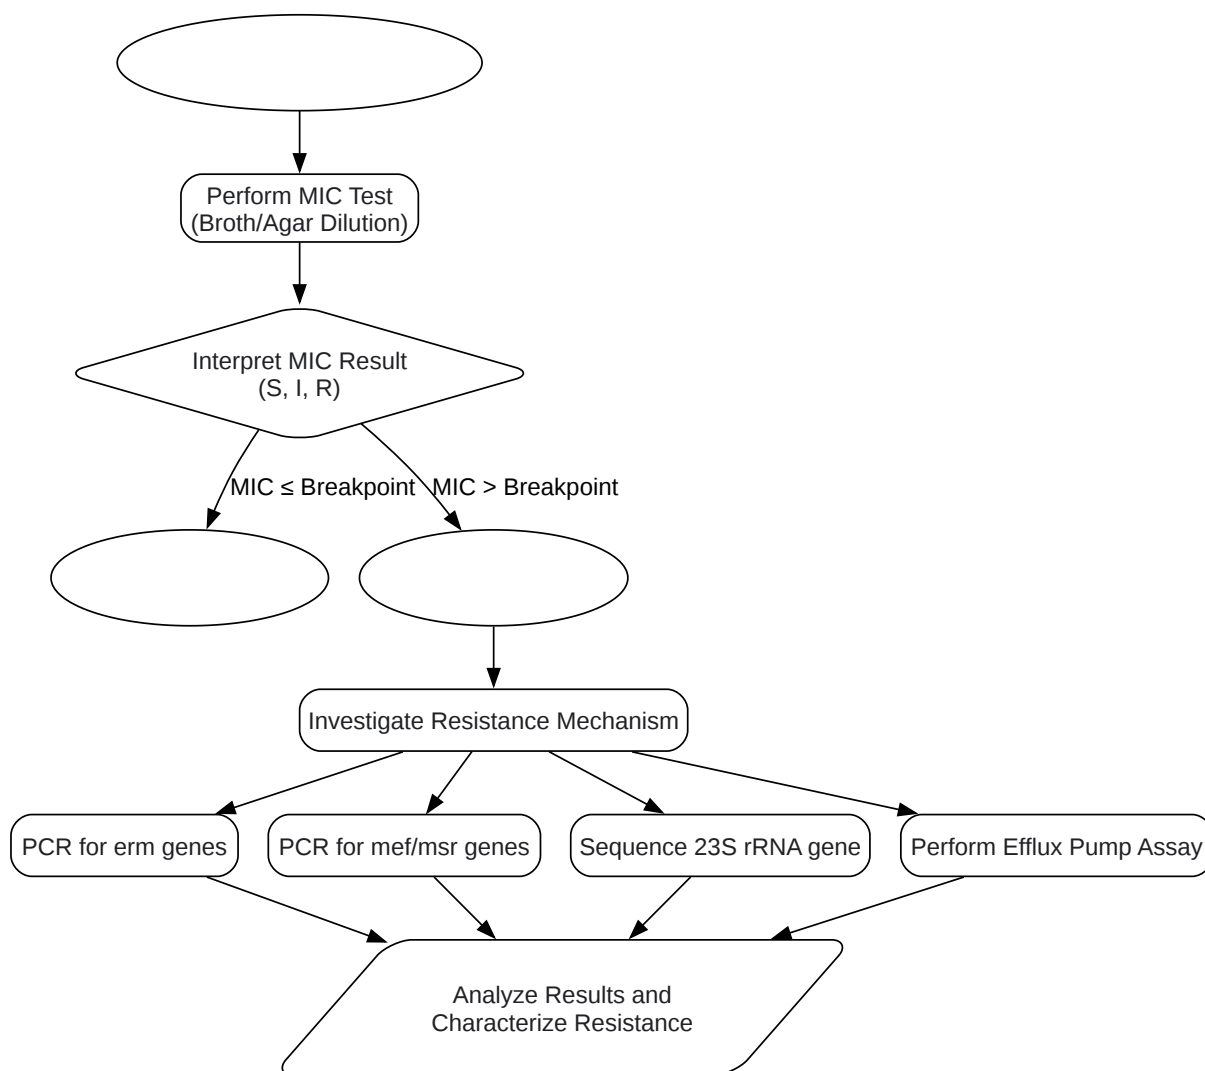 Perform MIC Test
(Broth/Agar Dilution)
Interpret MIC Result
(S, I, R)
MIC ≤ Breakpoint
MIC > Breakpoint
Investigate Resistance Mechanism
PCR for erm genes
PCR for mef/msr genes
Sequence 23S rRNA gene
Perform Efflux Pump Assay
Analyze Results and
Characterize Resistance